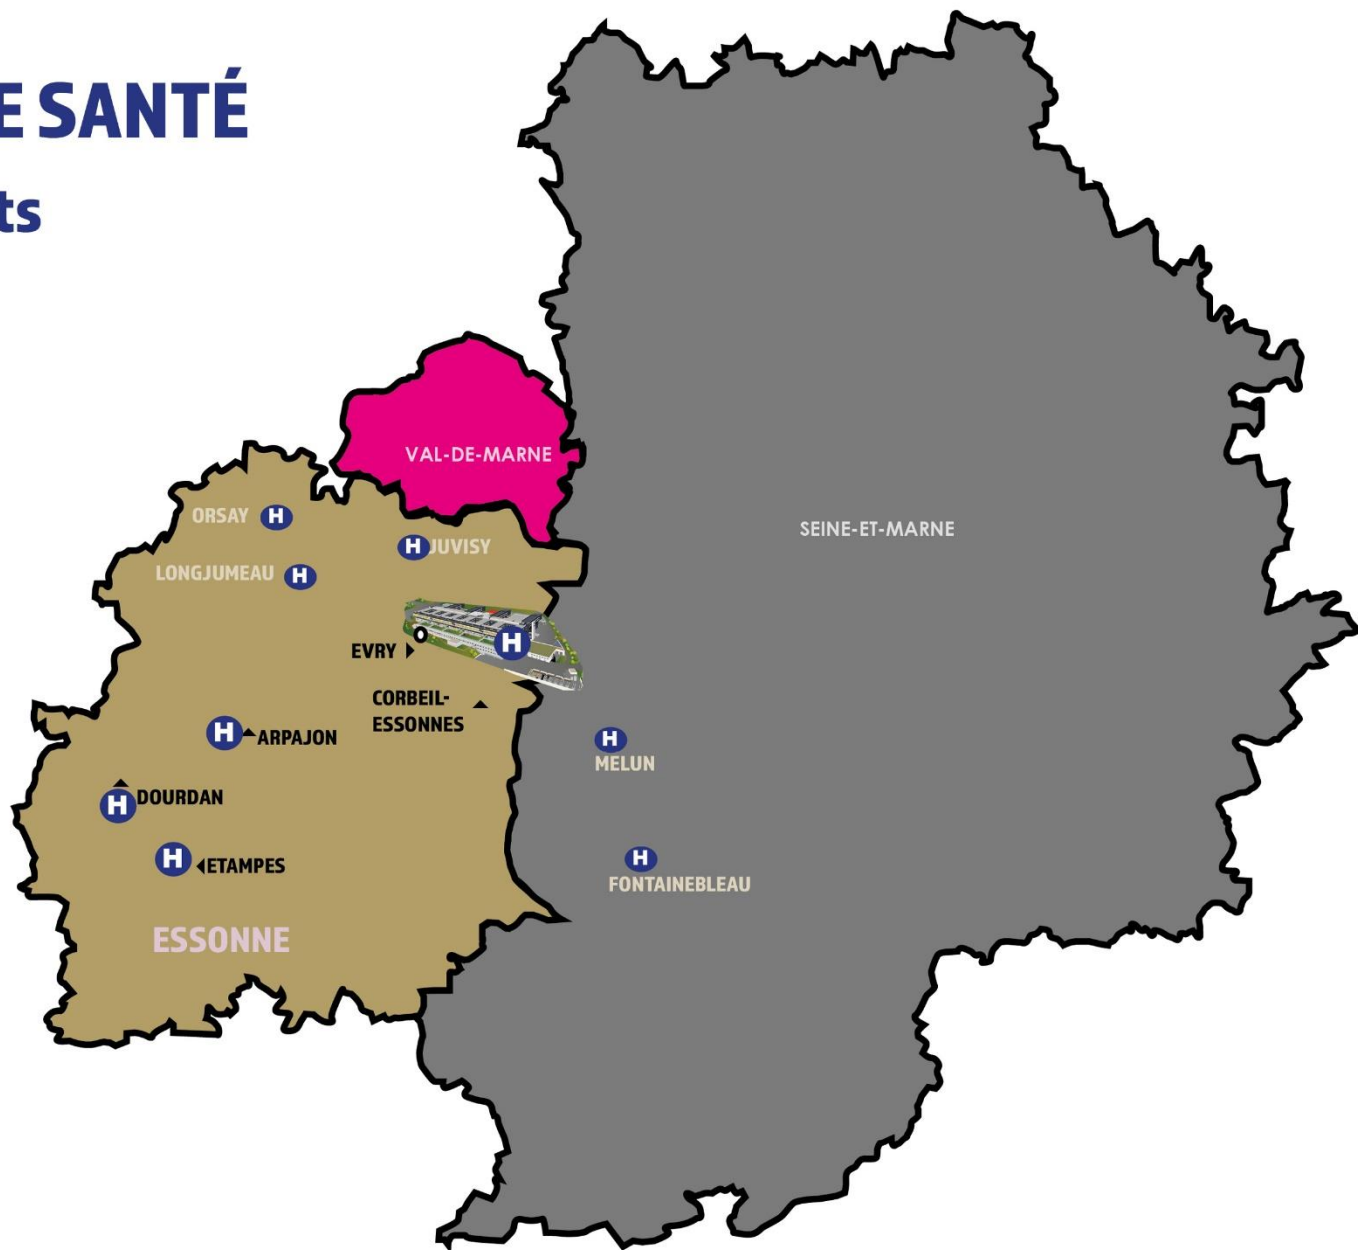 E SANTÉ
ts
VAL-DE-MARNE
ORSAY H
H JUVISY
SEINE-ET-MARNE
LONGJUMEAU H
H
EVRY
CORBEIL-
ESSONNES
H ARPAJON
H
MELUN
H DOURDAN
H ETAMPES
H
FONTAINEBLEAU
ESSONNE